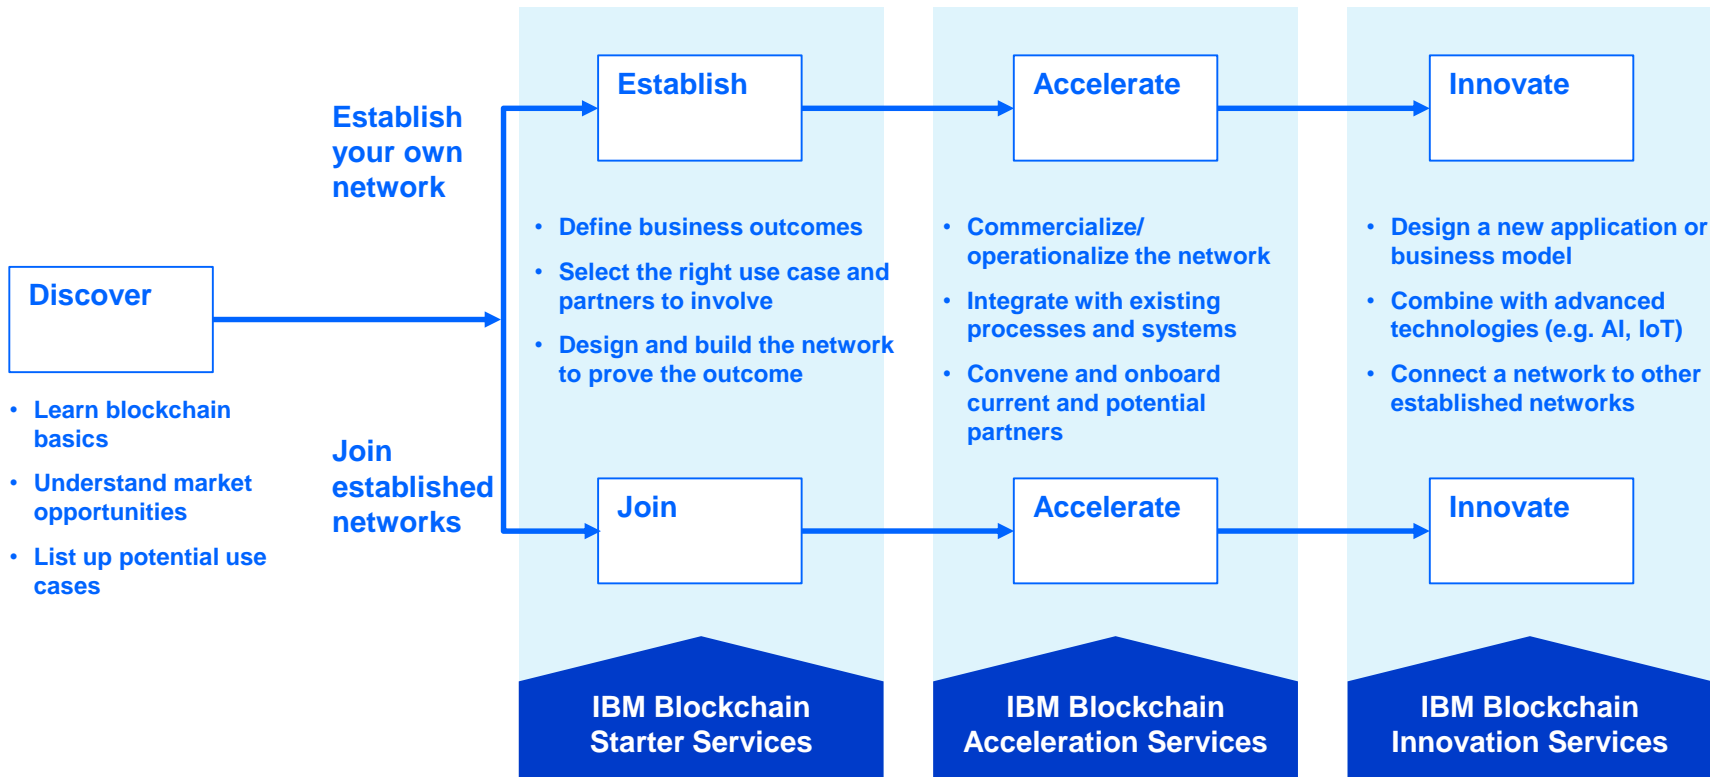 Discover
• Learn blockchain
basics
• Understand market
opportunities
• List up potential use
cases
Establish
your own
network
Join
established
networks
Establish
• Define business outcomes
• Select the right use case and
partners to involve
• Design and build the network
to prove the outcome
Join
IBM Blockchain
Starter Services
Accelerate
• Commercialize/
operationalize the network
• Integrate with existing
processes and systems
• Convene and onboard
current and potential
partners
Accelerate
IBM Blockchain
Acceleration Services
Innovate
• Design a new application or
business model
• Combine with advanced
technologies (e.g. AI, IoT)
• Connect a network to other
established networks
Innovate
IBM Blockchain
Innovation Services